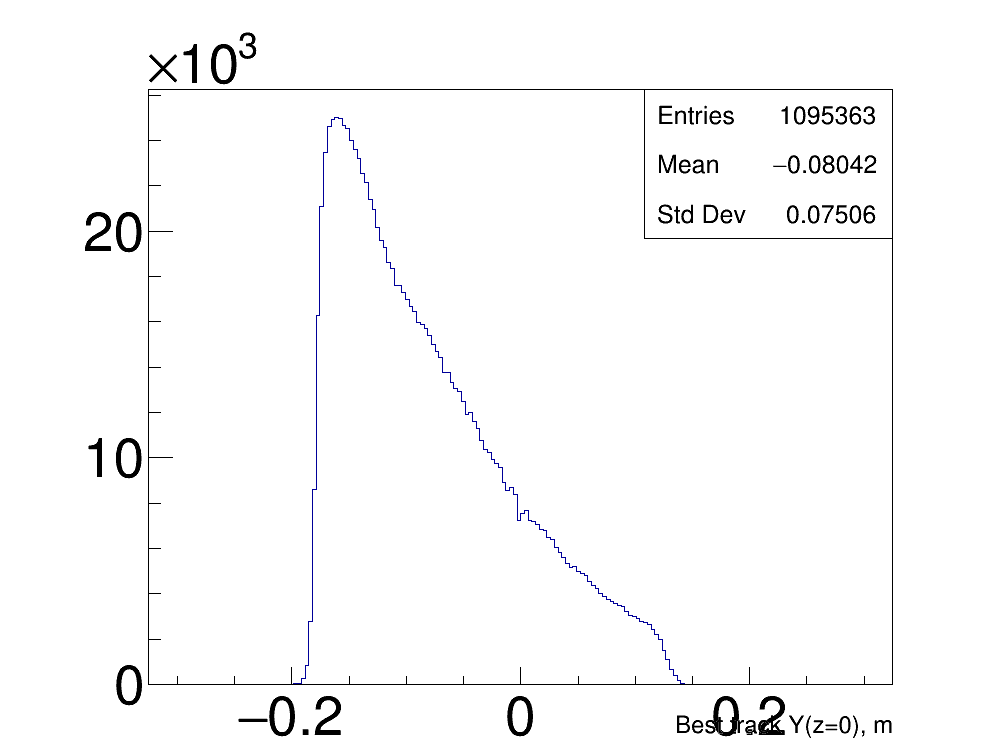 ×10³
Entries 1095363
Mean −0.08042
Std Dev 0.07506
20
10
0
−0.2 0 0.2
Best track Y(z=0), m